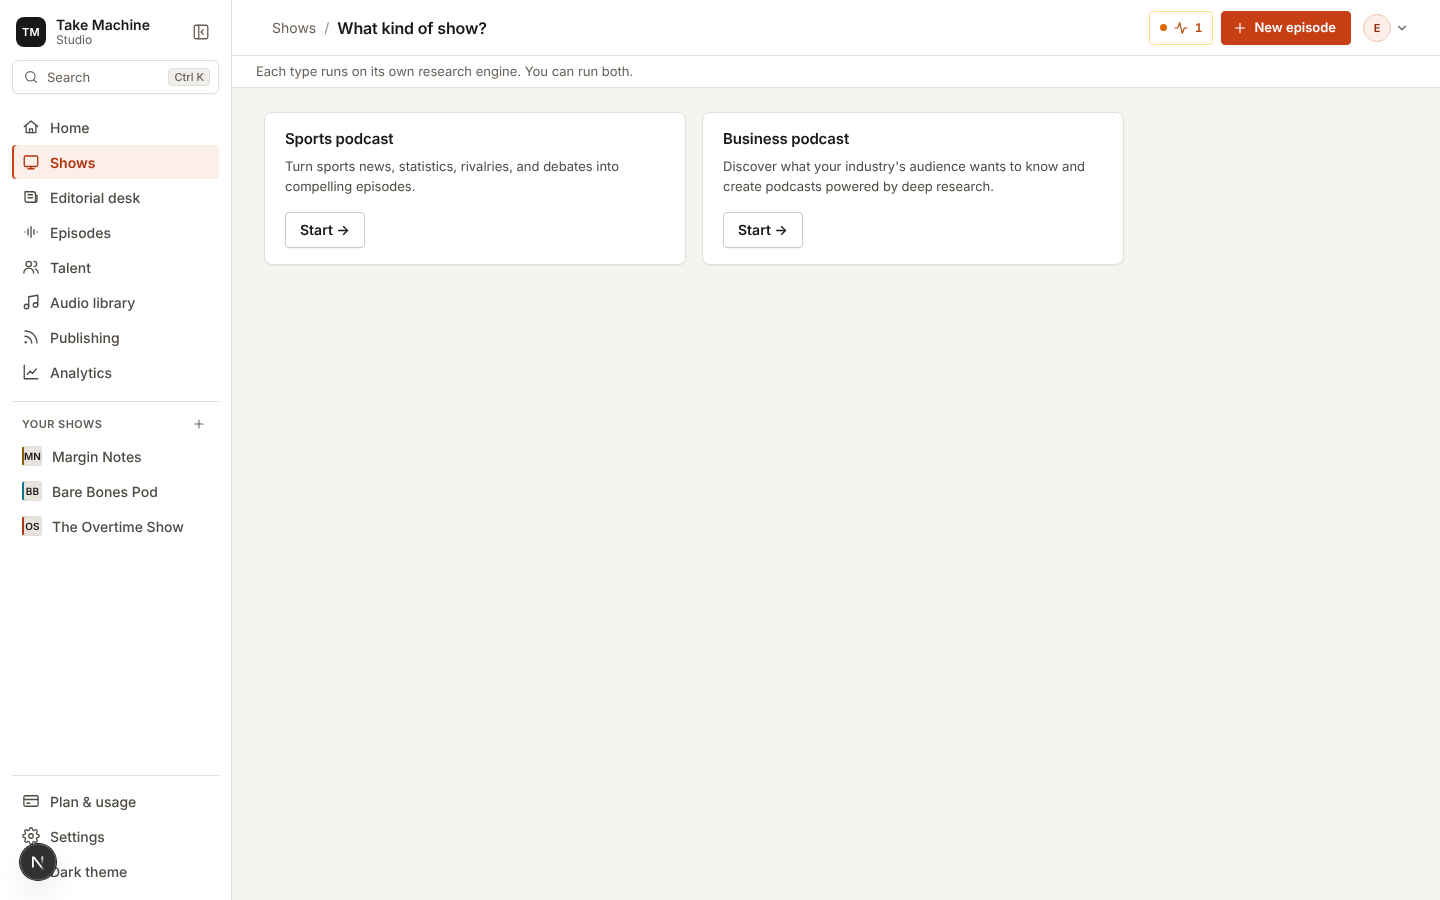 TM
Take Machine
Studio
Search
Ctrl K
Home
Shows
Editorial desk
Episodes
Talent
Audio library
Publishing
Analytics
YOUR SHOWS
MN Margin Notes
BB Bare Bones Pod
OS The Overtime Show
Plan & usage
Settings
N
Dark theme
Shows / What kind of show?
1
+ New episode
E
Each type runs on its own research engine. You can run both.
Sports podcast
Turn sports news, statistics, rivalries, and debates into
compelling episodes.
Start →
Business podcast
Discover what your industry's audience wants to know and
create podcasts powered by deep research.
Start →